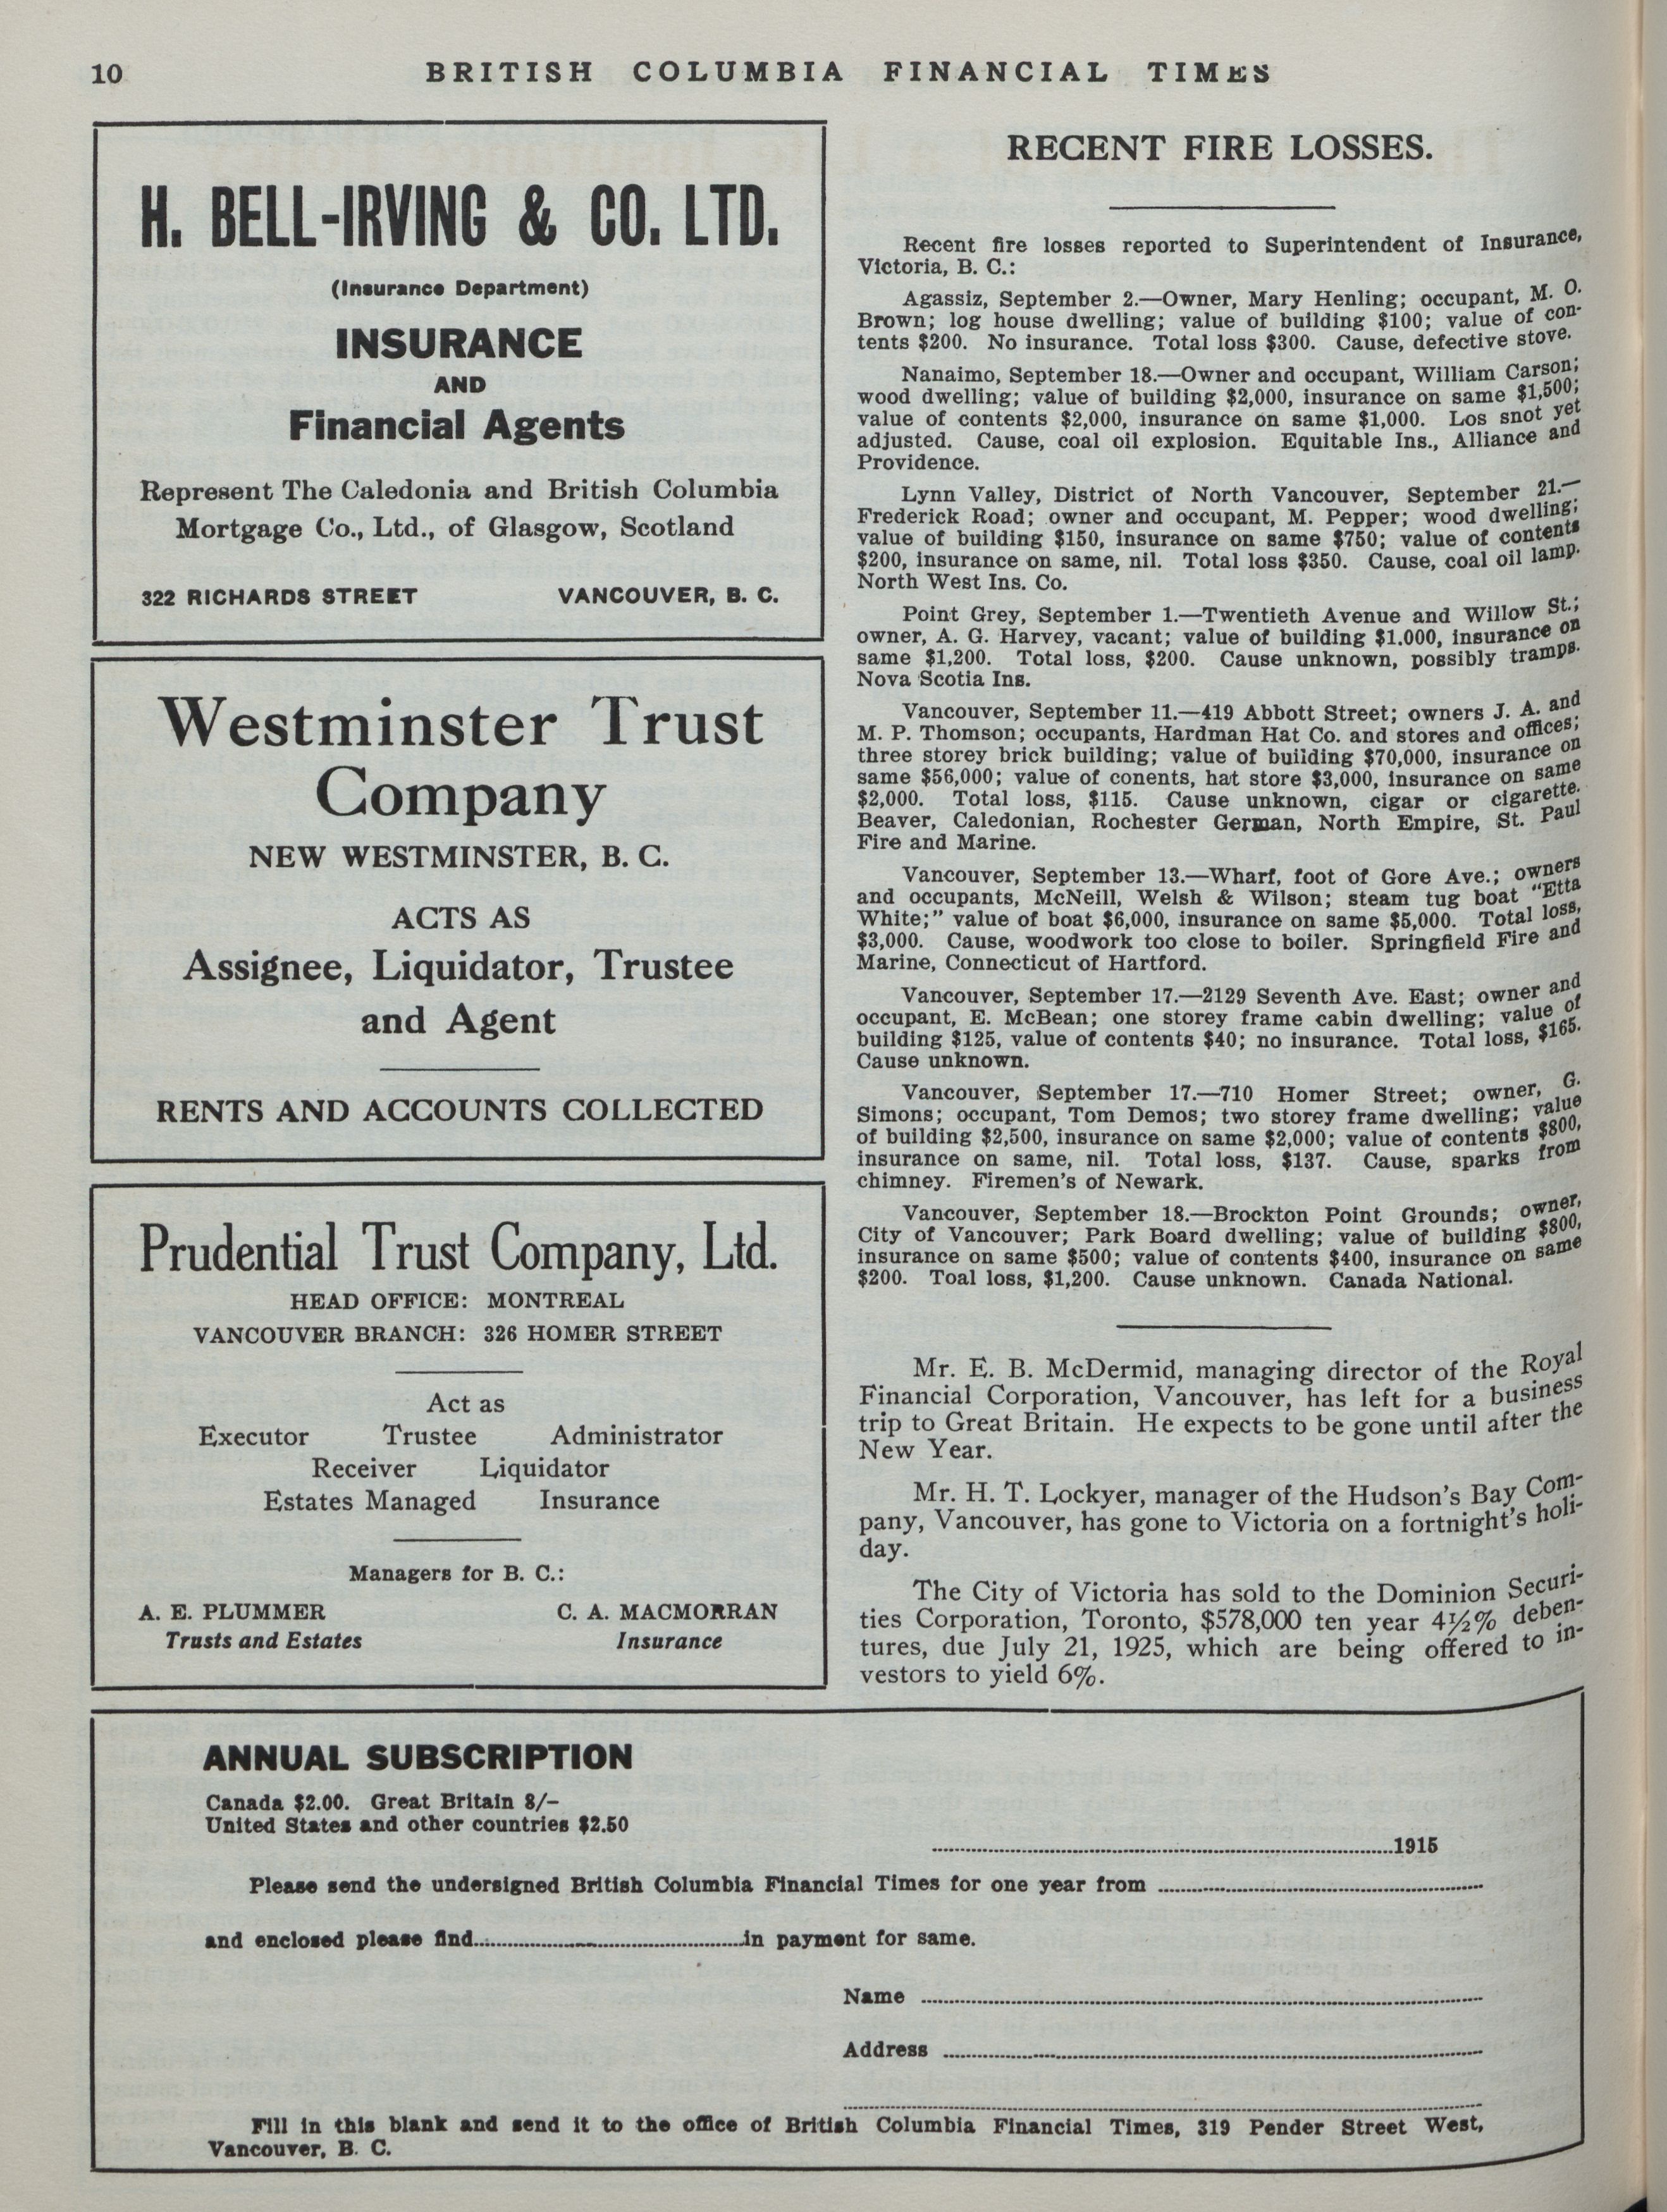 10
BRITISH COLUMBIA FINANCIAL TIMES
H. BELL-IRVING & CO. LTD.
(Insurance Department)
INSURANCE
AND
Financial Agents
Represent The Caledonia and British Columbia
Mortgage Co., Ltd., of Glasgow, Scotland
322 RICHARDS STREET VANCOUVER, B. C.
Westminster Trust
Company
NEW WESTMINSTER, B. C.
ACTS AS
Assignee, Liquidator, Trustee
and Agent
RENTS AND ACCOUNTS COLLECTED
Prudential Trust Company, Ltd.
HEAD OFFICE: MONTREAL
VANCOUVER BRANCH: 326 HOMER STREET
Act as
Executor Trustee Administrator
Receiver Liquidator
Estates Managed Insurance
Managers for B. C.:
A. E. PLUMMER C. A. MACMORRAN
Trusts and Estates Insurance
RECENT FIRE LOSSES.
Recent fire losses reported to Superintendent of Insurance,
Victoria, B. C.:
Agassiz, September 2.—Owner, Mary Henling; occupant, M. O.
Brown; log house dwelling; value of building $100; value of con-
tents $200. No insurance. Total loss $300. Cause, defective stove.
Nanaimo, September 18.—Owner and occupant, William Carson;
wood dwelling; value of building $2,000, insurance on same $1,500;
value of contents $2,000, insurance on same $1,000. Los snot yet
adjusted. Cause, coal oil explosion. Equitable Ins., Alliance and
Providence.
Lynn Valley, District of North Vancouver, September 21.—
Frederick Road; owner and occupant, M. Pepper; wood dwelling;
value of building $150, insurance on same $750; value of contents
$200, insurance on same, nil. Total loss $350. Cause, coal oil lamp.
North West Ins. Co.
Point Grey, September 1.—Twentieth Avenue and Willow St.;
owner, A. G. Harvey, vacant; value of building $1.000, insurance on
same $1,200. Total loss, $200. Cause unknown, possibly tramps.
Nova Scotia Ins.
Vancouver, September 11.—419 Abbott Street; owners J. A. and
M. P. Thomson; occupants, Hardman Hat Co. and stores and offices;
three storey brick building; value of buiiding $70,000, insurance on
same $56,000; value of conents, hat store $3,000, insurance on same
$2,000. Total loss, $115. Cause unknown, cigar or cigarette.
Beaver, Caledonian, Rochester German, North Empire, St. Paul
Fire and Marine.
Vancouver, September 13.—Wharf, foot of Gore Ave.; owners
and occupants, McNeill, Welsh & Wilson; steam tug boat "Etta
White;" value of boat $6,000, insurance on same $5,000. Total loss,
$3,000. Cause, woodwork too close to boiler. Springfield Fire and
Marine, Connecticut of Hartford.
Vancouver, September 17.—2129 Seventh Ave. East; owner and
occupant, E. McBean; one storey frame cabin dwelling; value of
building $125, value of contents $40; no insurance. Total loss, $165.
Cause unknown.
Vancouver, September 17.—710 Homer Street; owner, G.
Simons; occupant, Tom Demos; two storey frame dwelling; value
of building $2,500, insurance on same $2,000; value of contents $800,
insurance on same, nil. Total loss, $137. Cause, sparks from
chimney. Firemen's of Newark.
Vancouver, September 18.—Brockton Point Grounds; owner,
City of Vancouver; Park Board dwelling; value of building $800,
insurance on same $500; value of contents $400, insurance on same
$200. Toal loss, $1,200. Cause unknown. Canada National.
Mr. E. B. McDermid, managing director of the Royal
Financial Corporation, Vancouver, has left for a business
trip to Great Britain. He expects to be gone until after the
New Year.
Mr. H. T. Lockyer, manager of the Hudson's Bay Com-
pany, Vancouver, has gone to Victoria on a fortnight's holi-
day.
The City of Victoria has sold to the Dominion Securi-
ties Corporation, Toronto, $578,000 ten year 4½% deben-
tures, due July 21, 1925, which are being offered to in-
vestors to yield 6%.
ANNUAL SUBSCRIPTION
Canada $2.00. Great Britain 8/-
United States and other countries $2.50
1915
Please send the undersigned British Columbia Financial Times for one year from
and enclosed please find in payment for same.
Name
Address
Fill in this blank and send it to the office of British Columbia Financial Times, 319 Pender Street West,
Vancouver, B. C.